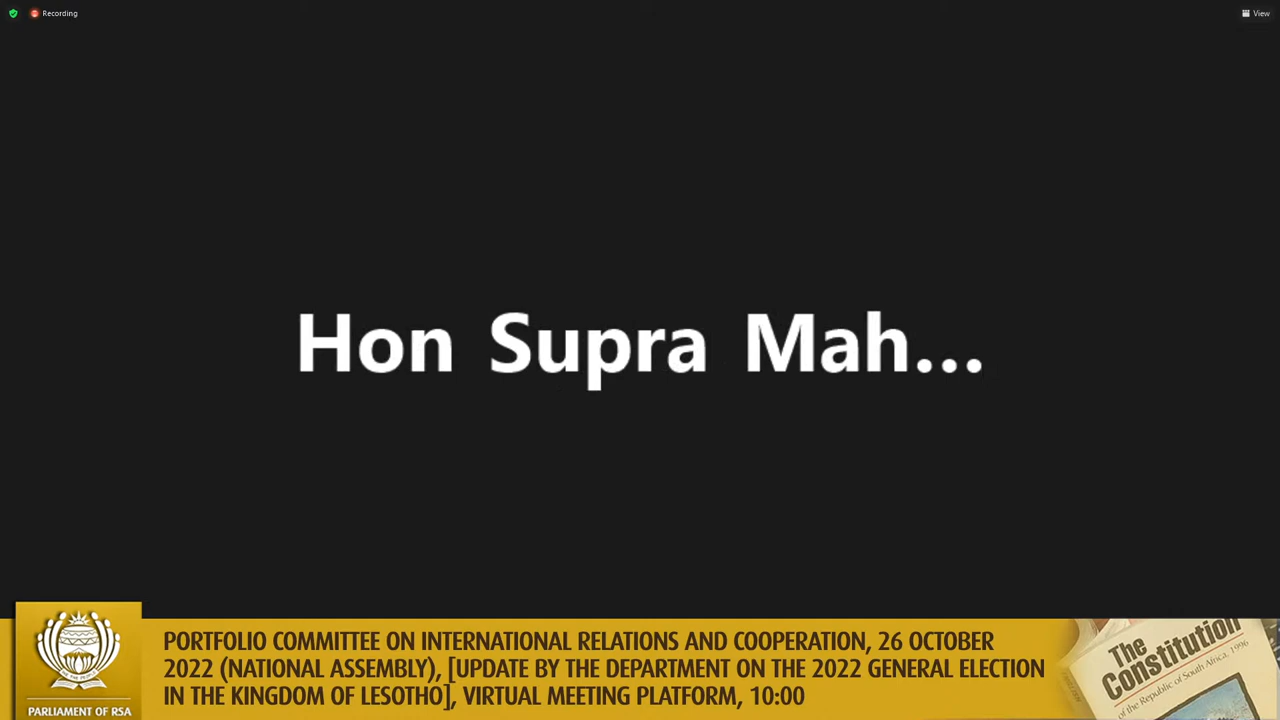 Recording
View
Hon Supra Mah...
PORTFOLIO COMMITTEE ON INTERNATIONAL RELATIONS AND COOPERATION, 26 OCTOBER
2022 (NATIONAL ASSEMBLY), [UPDATE BY THE DEPARTMENT ON THE 2022 GENERAL ELECTION
IN THE KINGDOM OF LESOTHO], VIRTUAL MEETING PLATFORM, 10:00
PARLIAMENT OF RSA
The
Constitution
of the Republic of South Africa, 1996